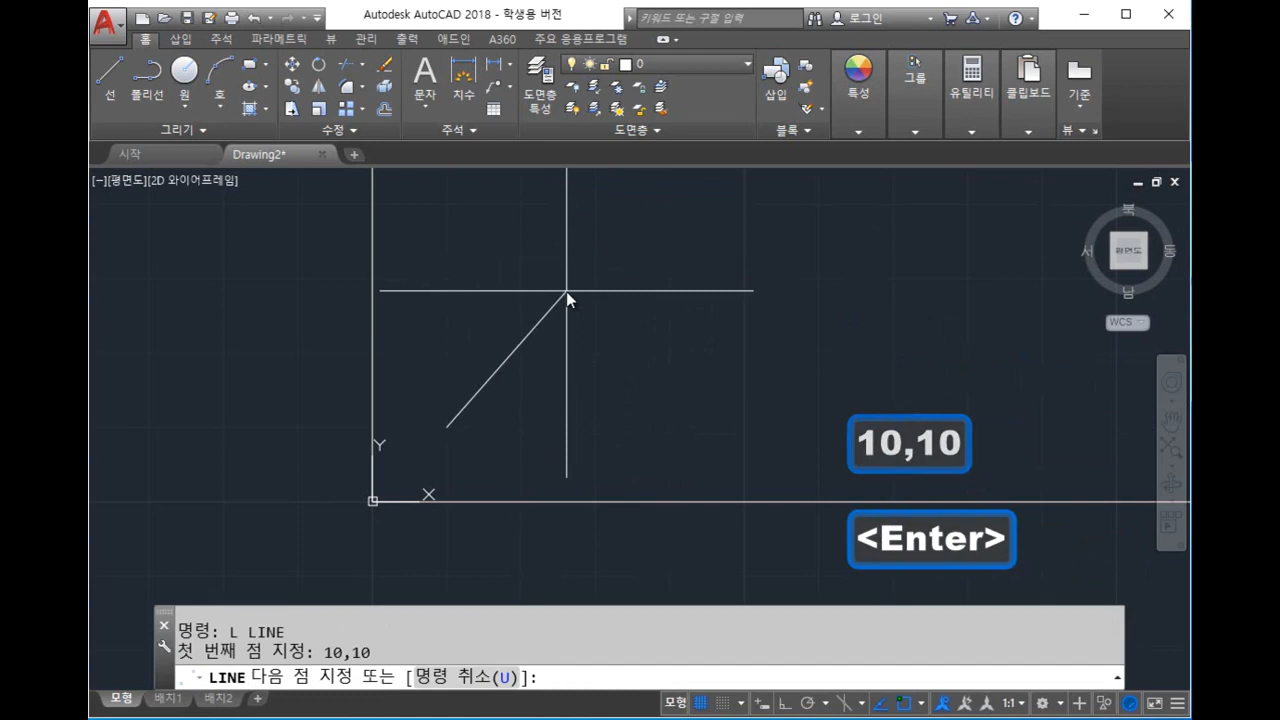 Autodesk AutoCAD 2018 - 학생용 버전
키워드 또는 구절 입력
로그인
홈 삽입 주석 파라메트릭 뷰 관리 출력 애드인 A360 주요 응용프로그램
선 폴리선 원 호
문자 치수
도면층 특성
0
삽입
특성
그룹
유틸리티
클립보드
기준
그리기 수정 주석 도면층 블록 뷰
시작 Drawing2*
[−][평면도][2D 와이어프레임]
북
서 평면도 동
남
WCS
Y
X
10,10
<Enter>
명령: L LINE
첫 번째 점 지정: 10,10
LINE 다음 점 지정 또는 [명령 취소(U)]:
모형 배치1 배치2
모형 1:1